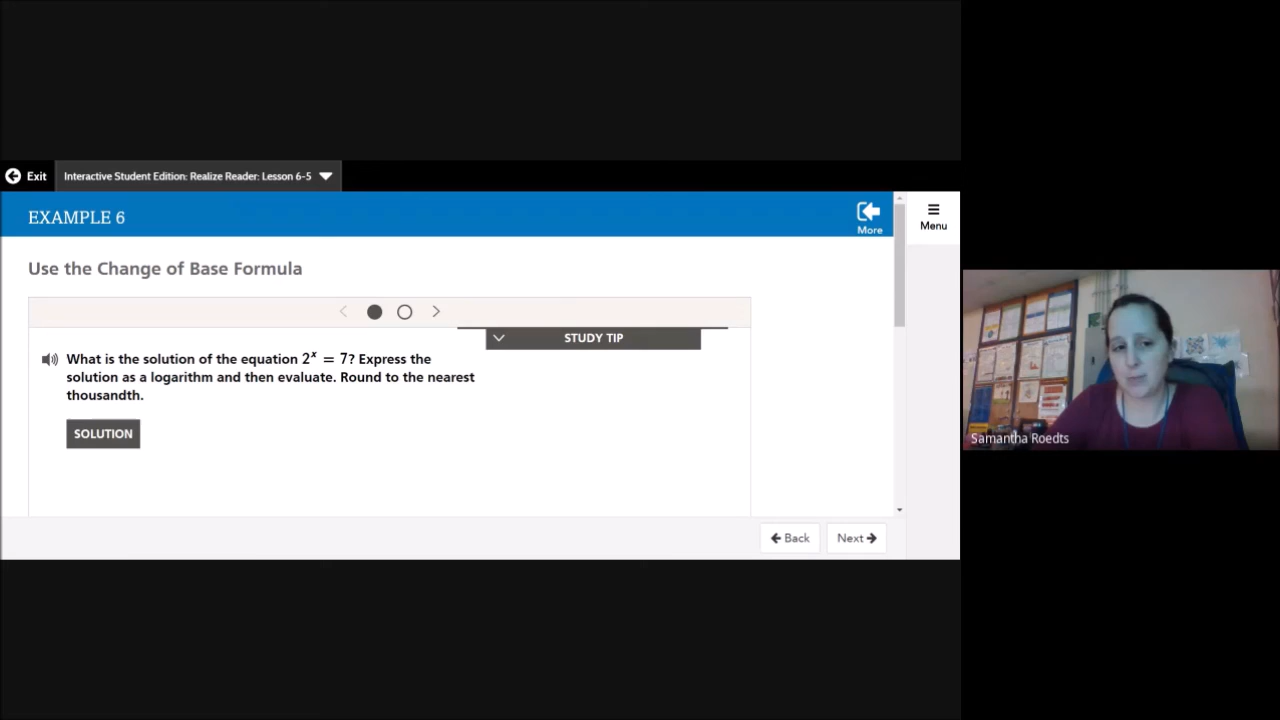 Exit
Interactive Student Edition: Realize Reader: Lesson 6-5
EXAMPLE 6
More
Menu
Use the Change of Base Formula
STUDY TIP
What is the solution of the equation 2ˣ = 7? Express the
solution as a logarithm and then evaluate. Round to the nearest
thousandth.
SOLUTION
Samantha Roedts
Back
Next